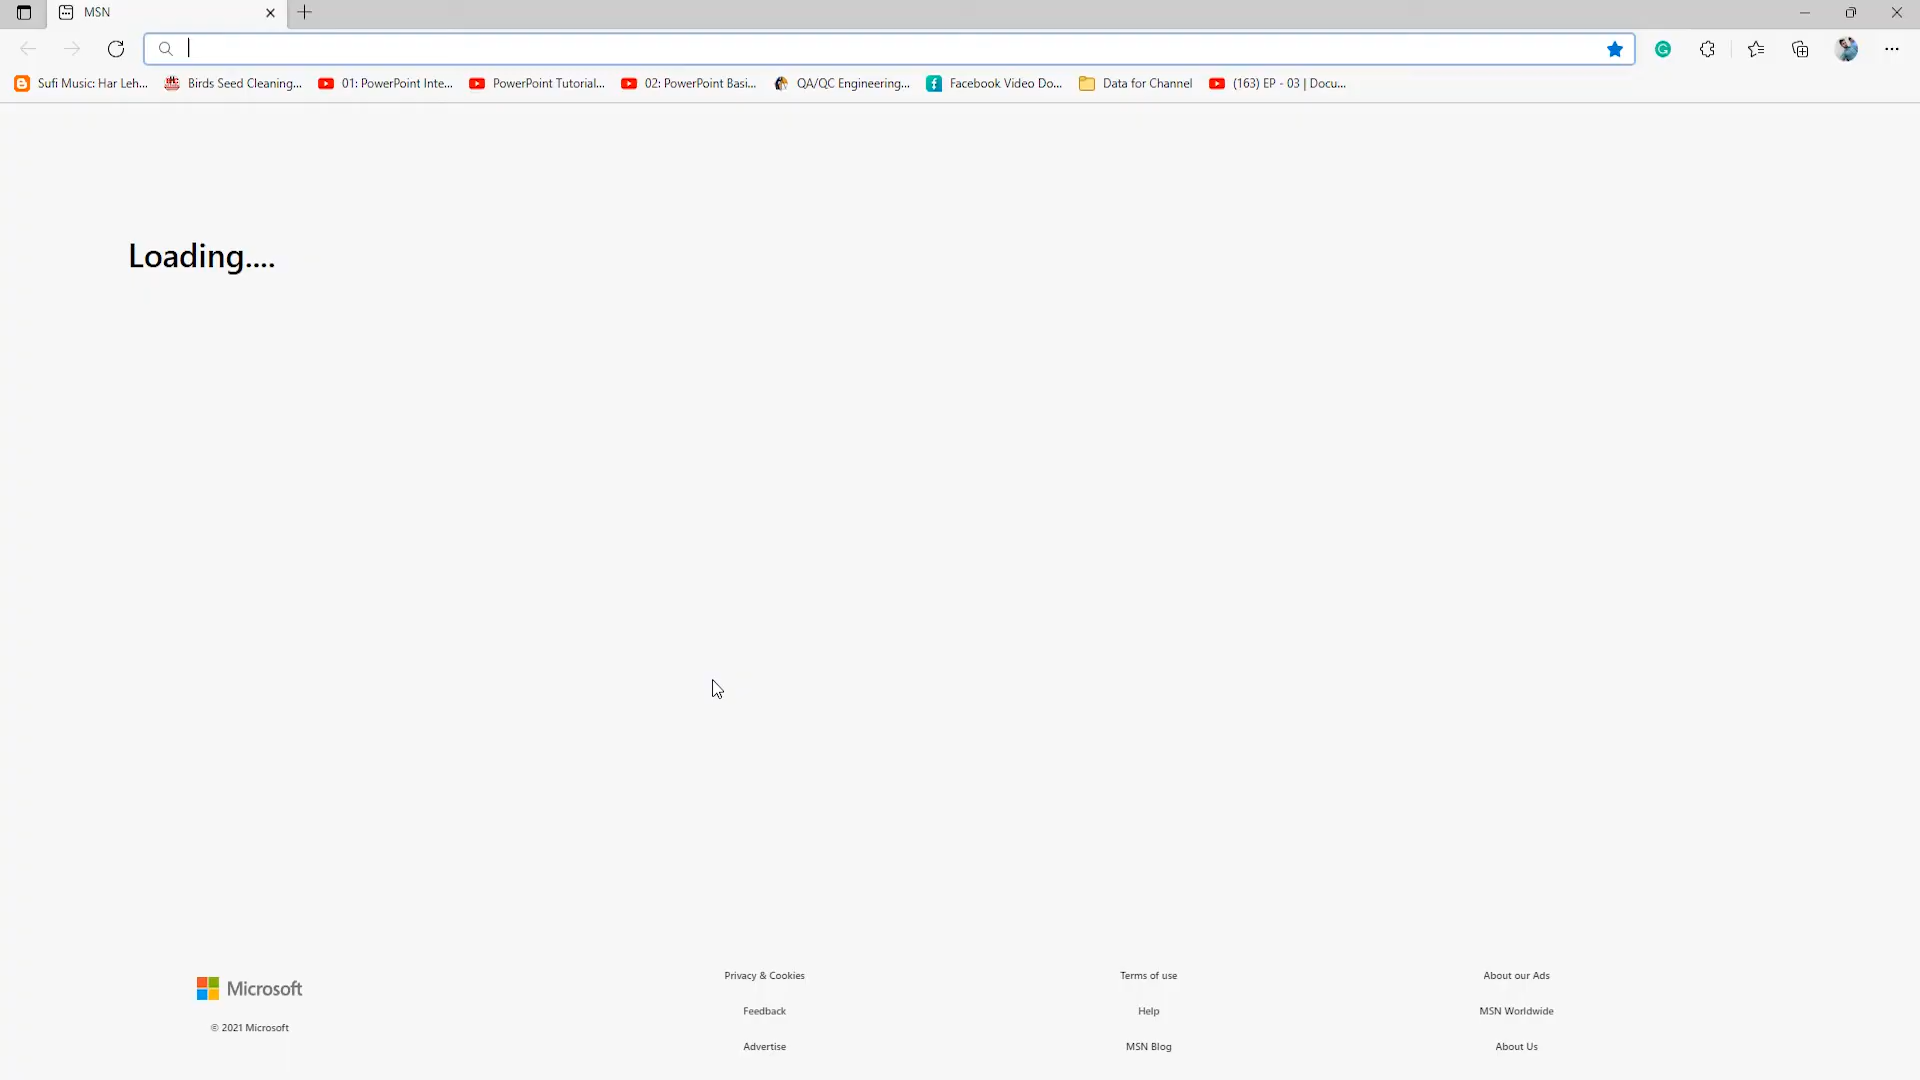 MSN
Sufi Music: Har Leh...
Birds Seed Cleaning...
01: PowerPoint Inte...
PowerPoint Tutorial...
02: PowerPoint Basi...
QA/QC Engineering...
Facebook Video Do...
Data for Channel
(163) EP - 03 | Docu...
Loading....
Microsoft
© 2021 Microsoft
Privacy & Cookies
Feedback
Advertise
Terms of use
Help
MSN Blog
About our Ads
MSN Worldwide
About Us